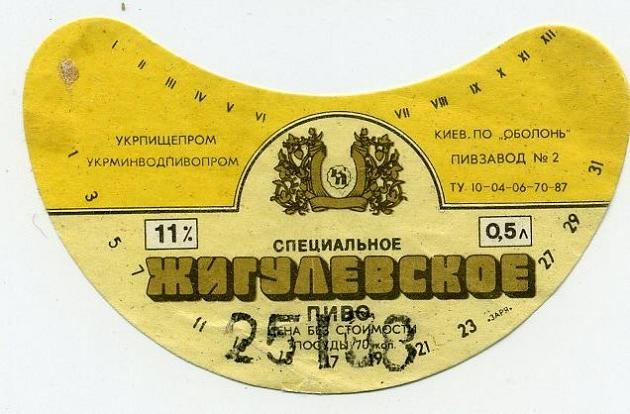 I II III IV V VI VII VIII IX X XI XII
УКРПИЩЕПРОМ
УКРМИНВОДПИВОПРОМ
КИЕВ. ПО „ОБОЛОНЬ"
ПИВЗАВОД № 2
ТУ 10-04-06-70-87
11%
0,5л
СПЕЦИАЛЬНОЕ
ЖИГУЛЕВСКОЕ
ПИВО
ЦЕНА БЕЗ СТОИМОСТИ
ПОСУДЫ 70 коп.
1 3 5 7 11 17 19 21 23 27 29 31
„ЗАРЯ"